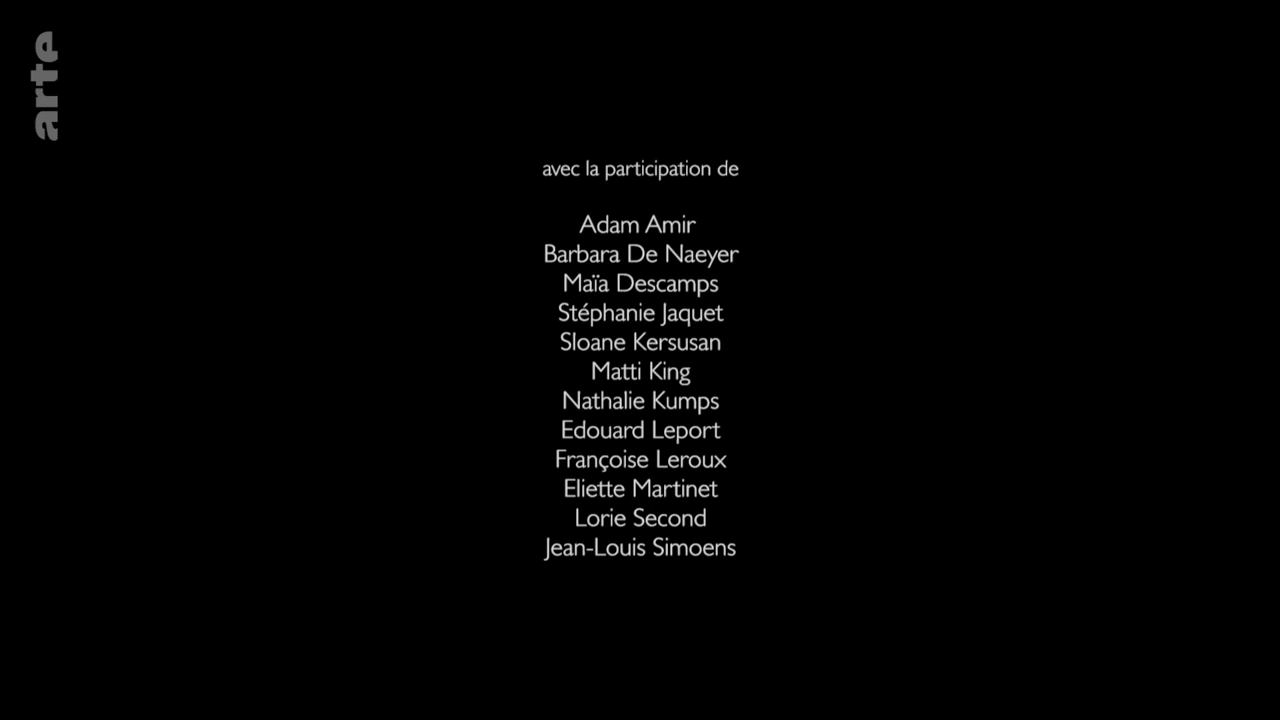 arte
avec la participation de
Adam Amir
Barbara De Naeyer
Maïa Descamps
Stéphanie Jaquet
Sloane Kersusan
Matti King
Nathalie Kumps
Edouard Leport
Françoise Leroux
Eliette Martinet
Lorie Second
Jean-Louis Simoens